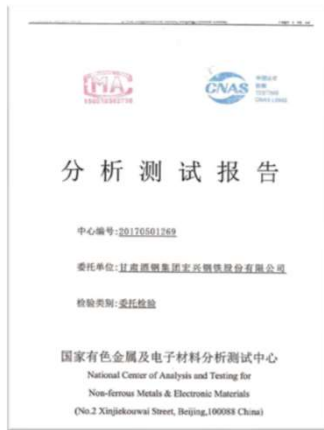 MA
CNAS
TESTING
分析测试报告
中心编号:20170501269
委托单位:甘肃酒钢集团宏兴钢铁股份有限公司
检验类别:委托检验
国家有色金属及电子材料分析测试中心
National Center of Analysis and Testing for
Non-ferrous Metals & Electronic Materials
(No.2 Xinjiekouwai Street, Beijing,100088 China)